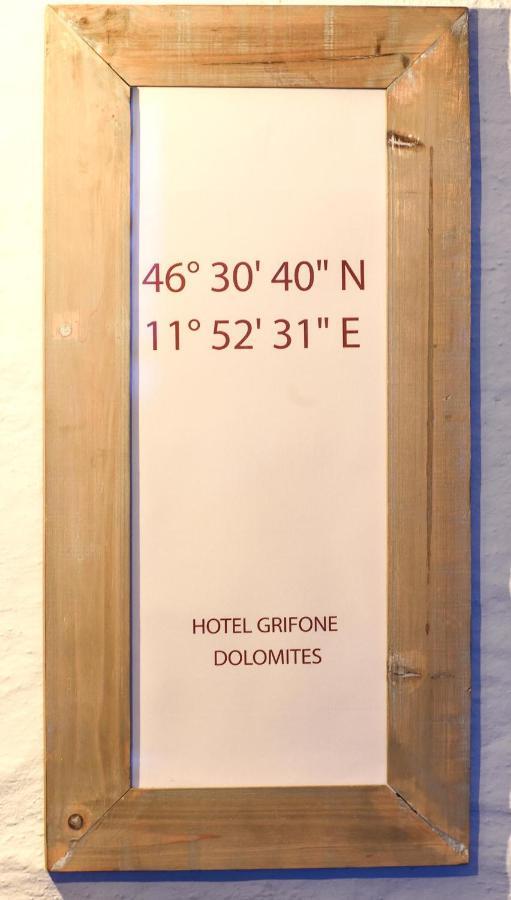 46° 30' 40" N
11° 52' 31" E
HOTEL GRIFONE
DOLOMITES